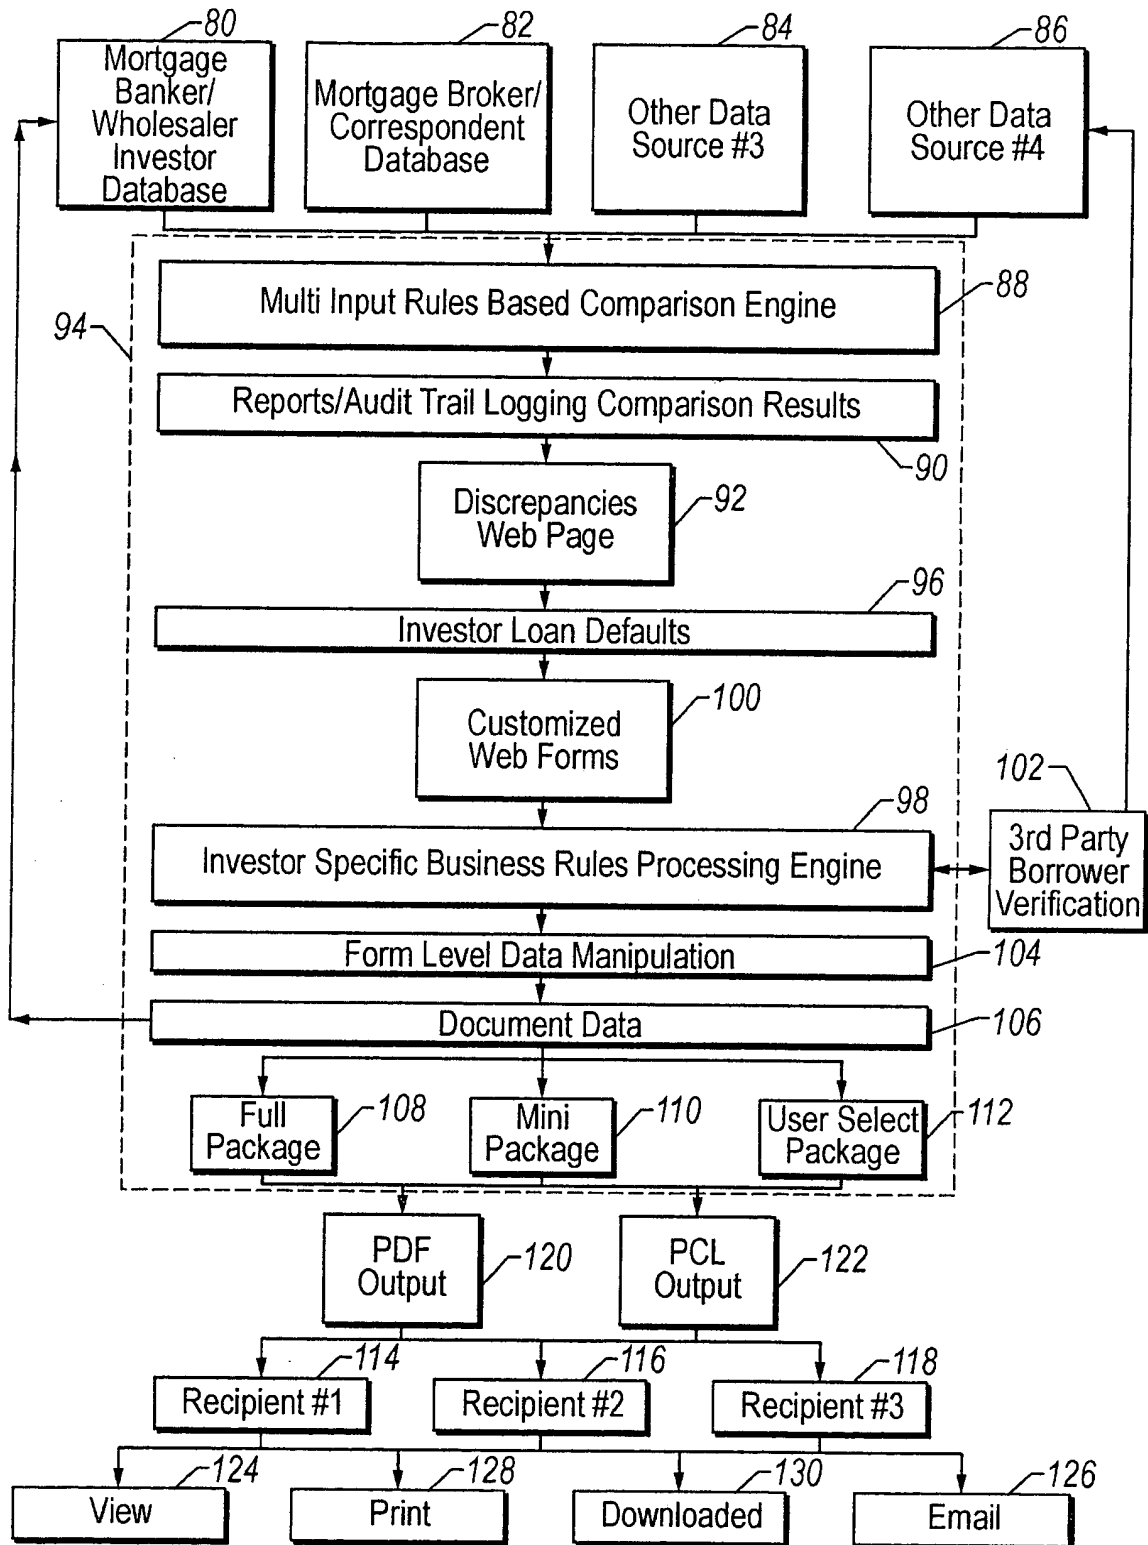 80
82
84
86
Mortgage
Banker/
Wholesaler
Investor
Database
Mortgage Broker/
Correspondent
Database
Other Data
Source #3
Other Data
Source #4
Multi Input Rules Based Comparison Engine
88
94
Reports/Audit Trail Logging Comparison Results
90
Discrepancies
Web Page
92
96
Investor Loan Defaults
Customized
Web Forms
100
102
98
Investor Specific Business Rules Processing Engine
3rd Party
Borrower
Verification
Form Level Data Manipulation
104
Document Data
106
Full
Package
108
Mini
Package
110
User Select
Package
112
PDF
Output
120
PCL
Output
122
114
116
118
Recipient #1
Recipient #2
Recipient #3
124
128
130
126
View
Print
Downloaded
Email